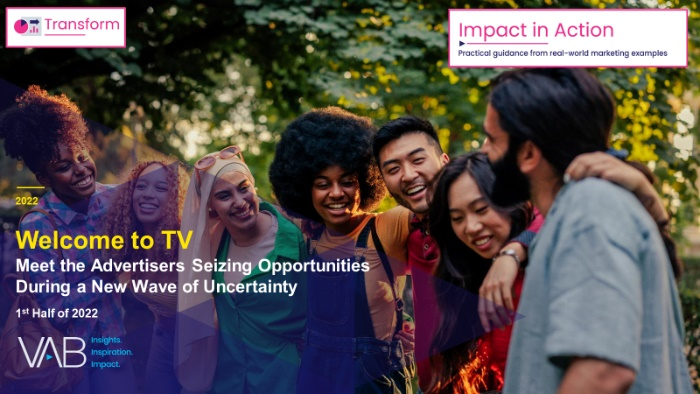 Transform
Impact in Action
Practical guidance from real-world marketing examples
2022
Welcome to TV
Meet the Advertisers Seizing Opportunities
During a New Wave of Uncertainty
1st Half of 2022
VAB
Insights.
Inspiration.
Impact.